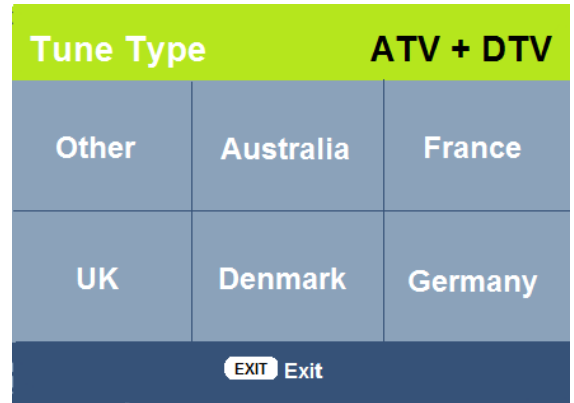 Tune Type ATV + DTV
Other Australia France
UK Denmark Germany
EXIT Exit